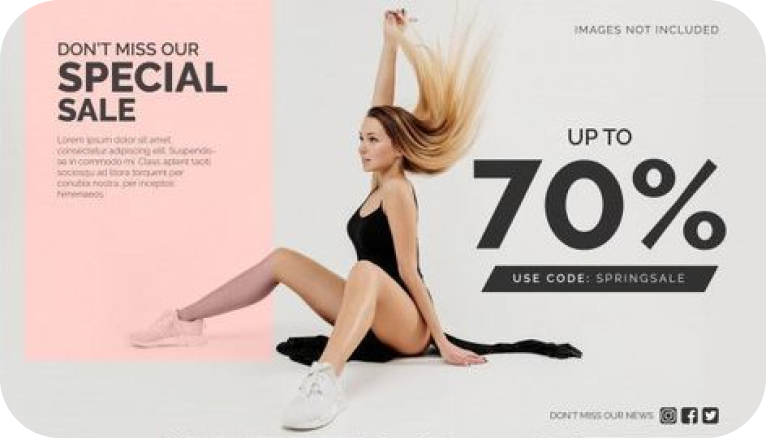 DON'T MISS OUR
SPECIAL
SALE
Lorem ipsum dolor sit amet,
consectetur adipiscing elit. Suspendis-
se in commodo mi. Class aptent taciti
sociosqu ad litora torquent per
conubia nostra, per inceptos
himenaeos.
IMAGES NOT INCLUDED
UP TO
70%
USE CODE: SPRINGSALE
DON'T MISS OUR NEWS